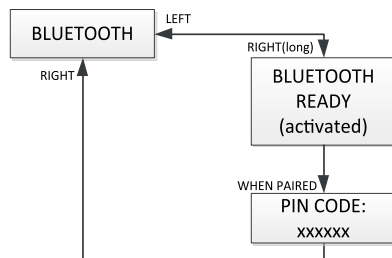 LEFT
BLUETOOTH
RIGHT(long)
RIGHT
BLUETOOTH
READY
(activated)
WHEN PAIRED
PIN CODE:
xxxxxx